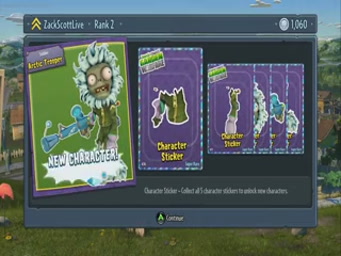 ZackScottLive · Rank 2
1,060
Soldier
Arctic Trooper
NEW CHARACTER!
Character
Sticker
Character
Sticker
Character Sticker - Collect all 5 character stickers to unlock new characters.
Continue